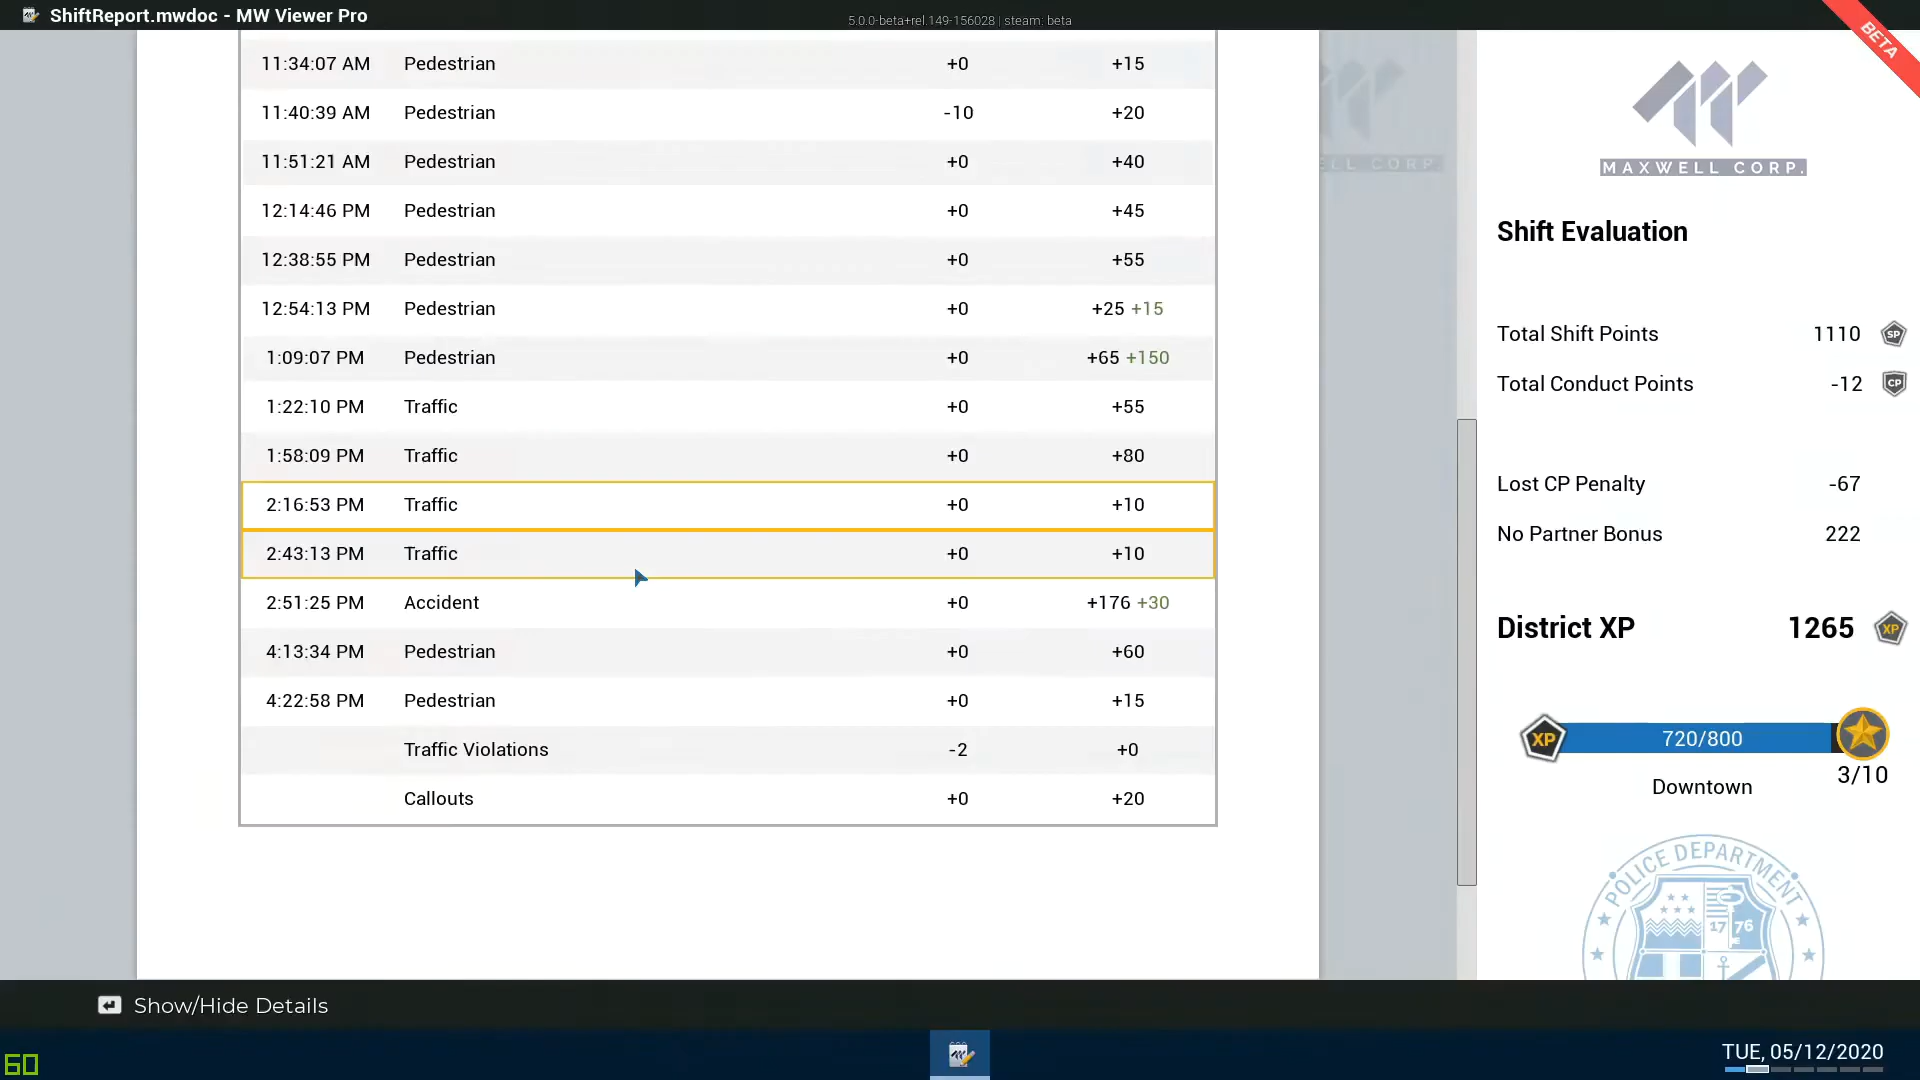 ShiftReport.mwdoc - MW Viewer Pro
5.0.0-beta+rel.149-156028 | steam: beta
BETA
11:34:07 AM Pedestrian +0 +15
11:40:39 AM Pedestrian -10 +20
11:51:21 AM Pedestrian +0 +40
12:14:46 PM Pedestrian +0 +45
12:38:55 PM Pedestrian +0 +55
12:54:13 PM Pedestrian +0 +25 +15
1:09:07 PM Pedestrian +0 +65 +150
1:22:10 PM Traffic +0 +55
1:58:09 PM Traffic +0 +80
2:16:53 PM Traffic +0 +10
2:43:13 PM Traffic +0 +10
2:51:25 PM Accident +0 +176 +30
4:13:34 PM Pedestrian +0 +60
4:22:58 PM Pedestrian +0 +15
Traffic Violations -2 +0
Callouts +0 +20
CORP.
MAXWELL CORP.
Shift Evaluation
Total Shift Points 1110 SP
Total Conduct Points -12 CP
Lost CP Penalty -67
No Partner Bonus 222
District XP 1265 XP
XP 720/800
3/10
Downtown
POLICE DEPARTMENT
17 76
Show/Hide Details
60
TUE, 05/12/2020